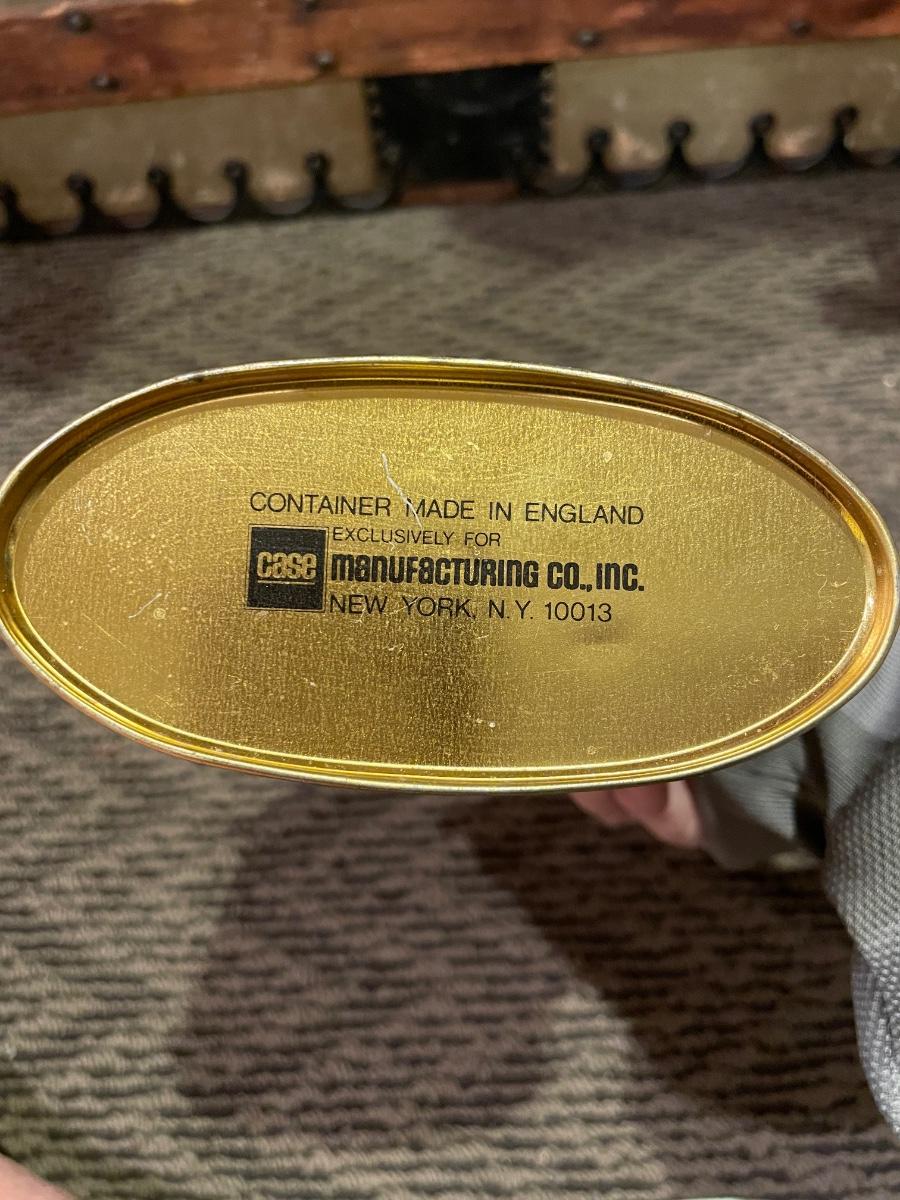 CONTAINER MADE IN ENGLAND
EXCLUSIVELY FOR
case manufacturing co., inc.
NEW YORK, N.Y. 10013